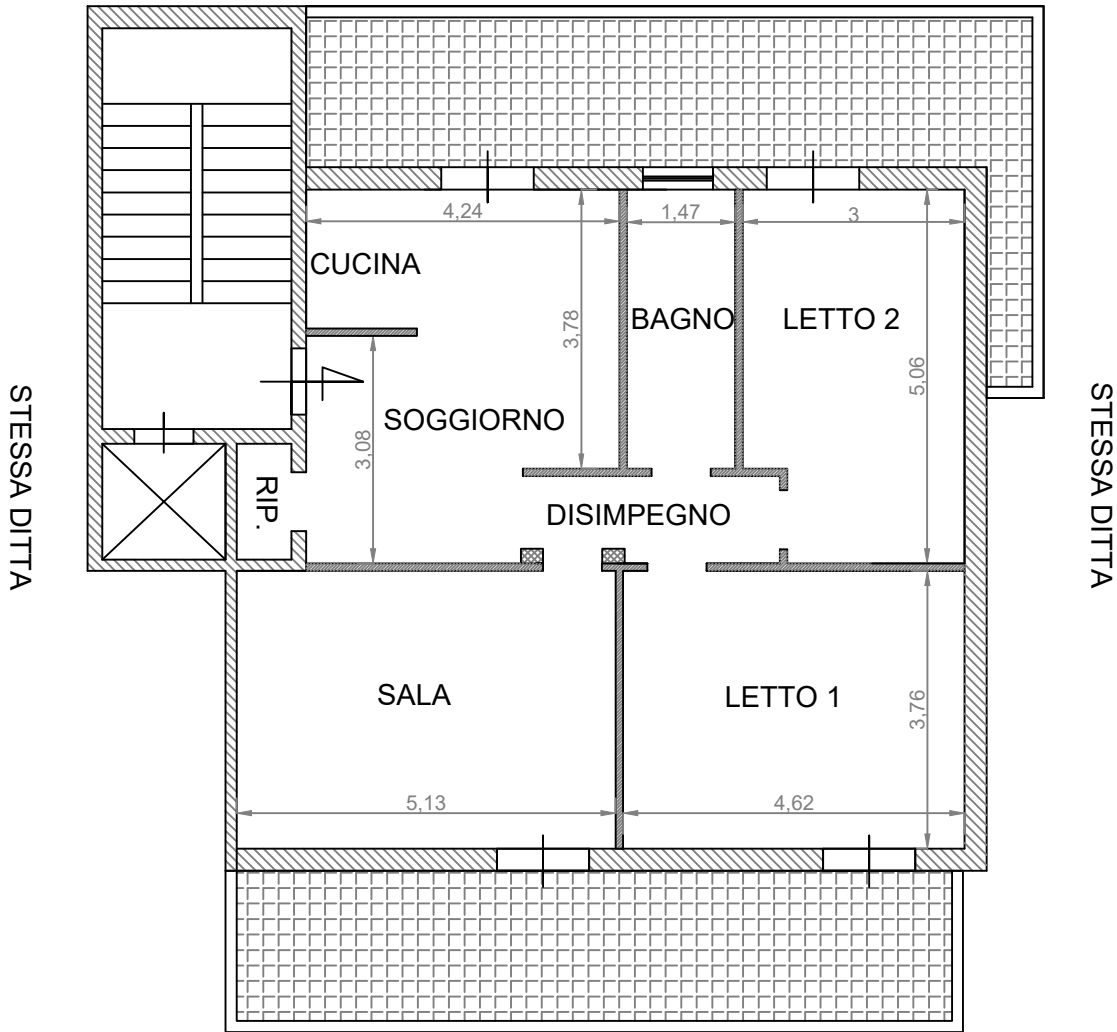 4,24
1,47
3
CUCINA
BAGNO
LETTO 2
3,78
5,06
STESSA DITTA
SOGGIORNO
3,08
STESSA DITTA
RIP.
DISIMPEGNO
SALA
LETTO 1
3,76
5,13
4,62